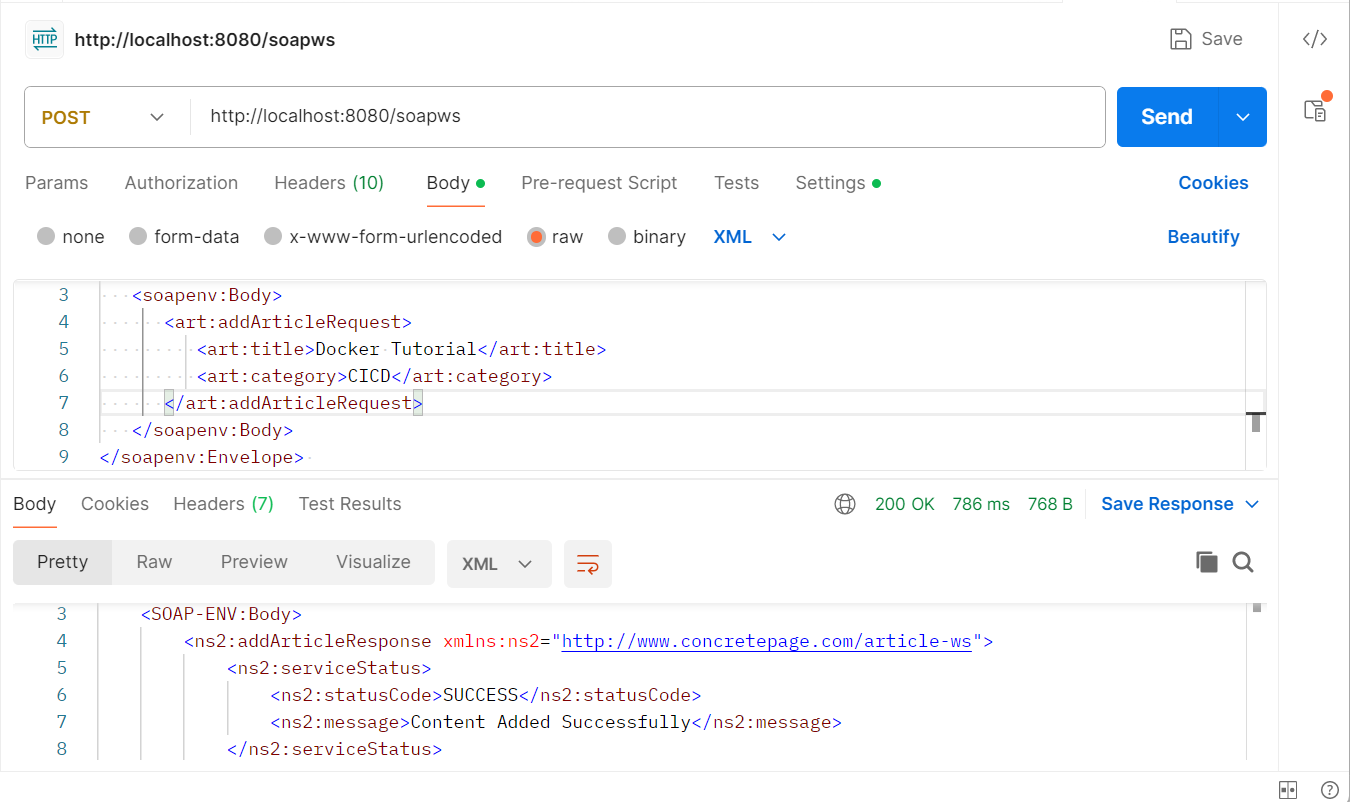 HTTP http://localhost:8080/soapws Save
POST http://localhost:8080/soapws Send
Params Authorization Headers (10) Body Pre-request Script Tests Settings Cookies
none form-data x-www-form-urlencoded raw binary XML Beautify
3 <soapenv:Body>
4 <art:addArticleRequest>
5 <art:title>Docker Tutorial</art:title>
6 <art:category>CICD</art:category>
7 </art:addArticleRequest>
8 </soapenv:Body>
9 </soapenv:Envelope>
Body Cookies Headers (7) Test Results 200 OK 786 ms 768 B Save Response
Pretty Raw Preview Visualize XML
3 <SOAP-ENV:Body>
4 <ns2:addArticleResponse xmlns:ns2="http://www.concretepage.com/article-ws">
5 <ns2:serviceStatus>
6 <ns2:statusCode>SUCCESS</ns2:statusCode>
7 <ns2:message>Content Added Successfully</ns2:message>
8 </ns2:serviceStatus>